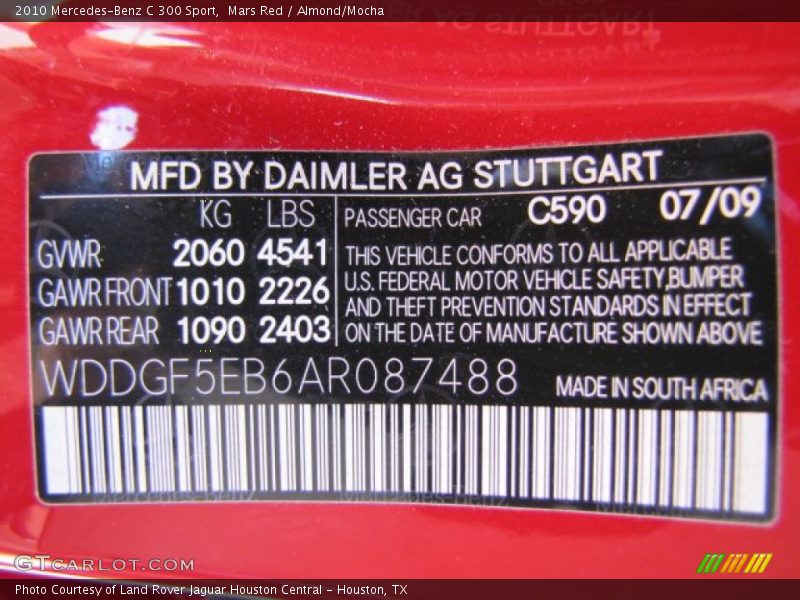 2010 Mercedes-Benz C 300 Sport, Mars Red / Almond/Mocha
MFD BY DAIMLER AG STUTTGART
KG LBS
GVWR 2060 4541
GAWR FRONT 1010 2226
GAWR REAR 1090 2403
PASSENGER CAR C590 07/09
THIS VEHICLE CONFORMS TO ALL APPLICABLE
U.S. FEDERAL MOTOR VEHICLE SAFETY,BUMPER
AND THEFT PREVENTION STANDARDS IN EFFECT
ON THE DATE OF MANUFACTURE SHOWN ABOVE
WDDGF5EB6AR087488
MADE IN SOUTH AFRICA
GTCARLOT.COM
Photo Courtesy of Land Rover Jaguar Houston Central - Houston, TX